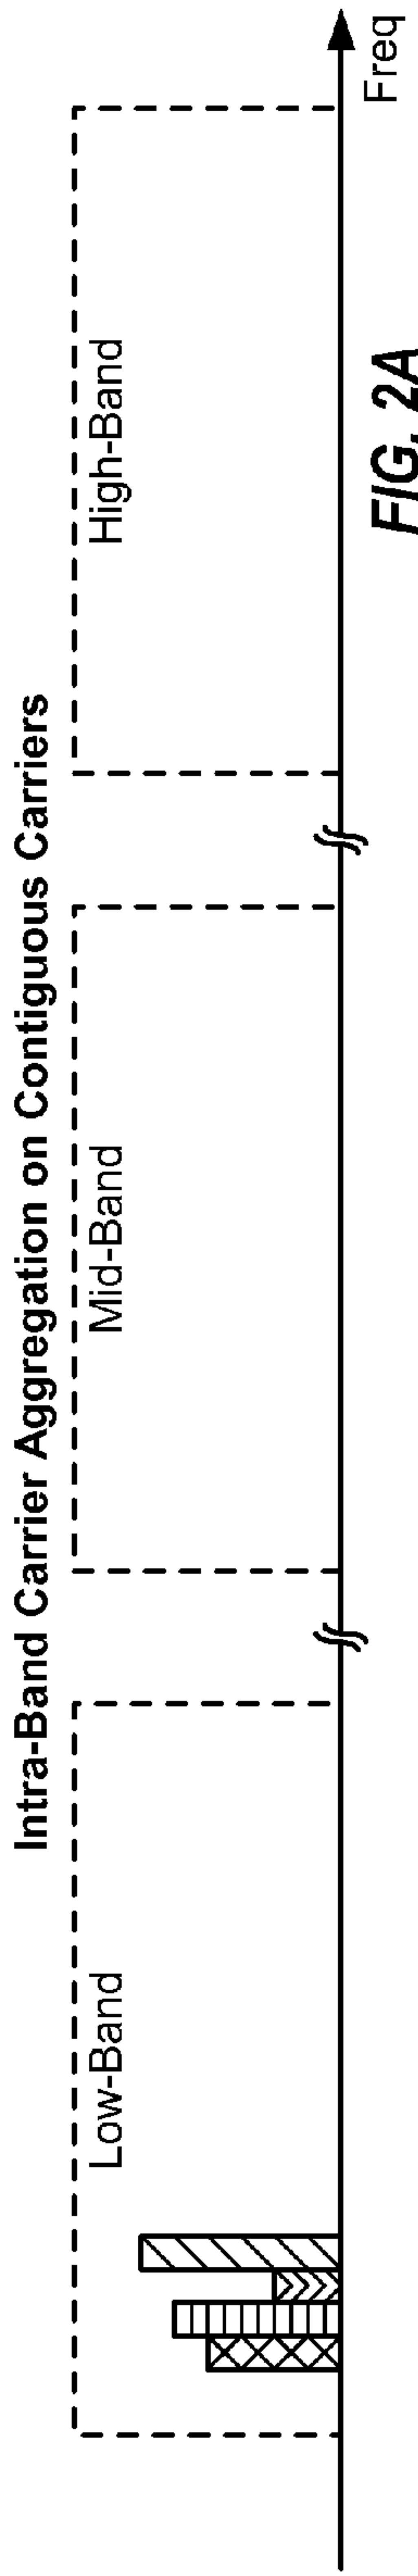 Intra-Band Carrier Aggregation on Contiguous Carriers
Low-Band
Mid-Band
High-Band
Freq
FIG. 2A